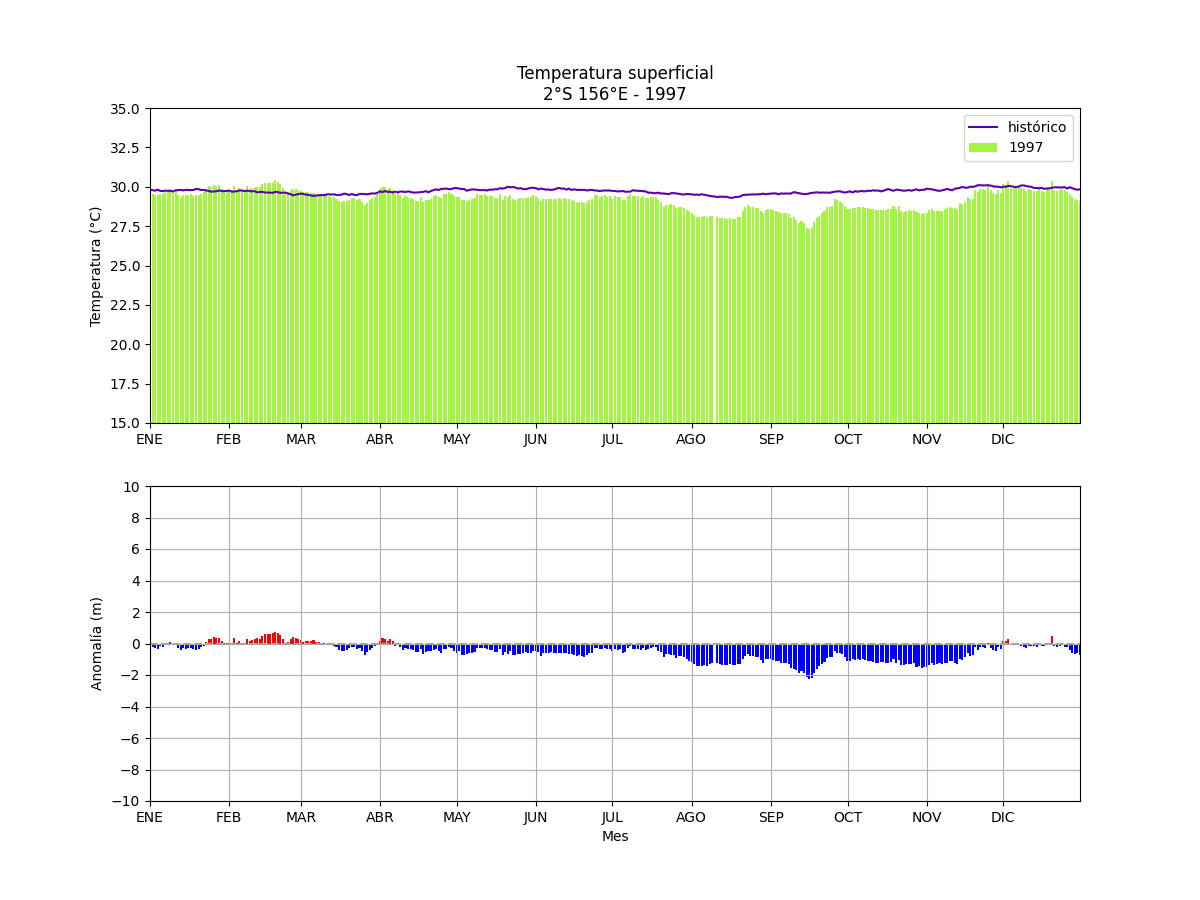 Temperatura superficial
2°S 156°E - 1997
35.0
32.5
30.0
27.5
25.0
22.5
20.0
17.5
15.0
Temperatura (°C)
histórico
1997
ENE FEB MAR ABR MAY JUN JUL AGO SEP OCT NOV DIC
10
8
6
4
2
0
−2
−4
−6
−8
−10
Anomalía (m)
ENE FEB MAR ABR MAY JUN JUL AGO SEP OCT NOV DIC
Mes